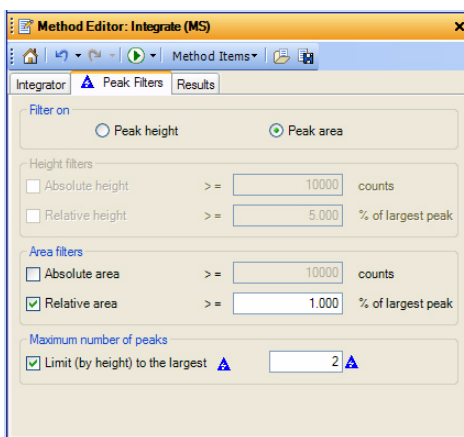 Method Editor: Integrate (MS)
Method Items
Integrator Peak Filters Results
Filter on
Peak height Peak area
Height filters
Absolute height >= 10000 counts
Relative height >= 5.000 % of largest peak
Area filters
Absolute area >= 10000 counts
Relative area >= 1.000 % of largest peak
Maximum number of peaks
Limit (by height) to the largest 2